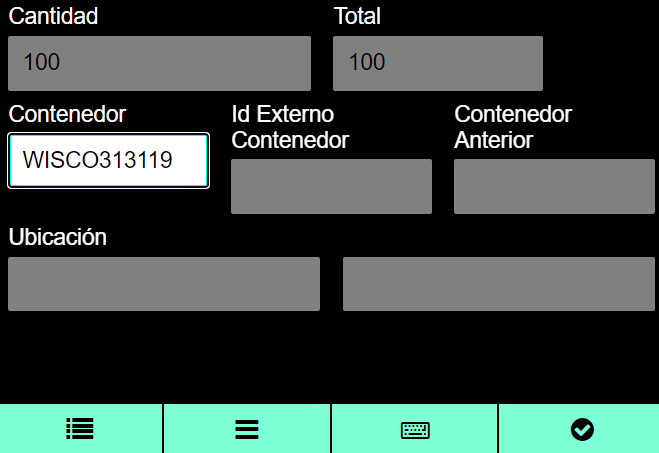 Cantidad
Total
100
100
Contenedor
Id Externo
Contenedor
Contenedor
Anterior
WISCO313119
Ubicación